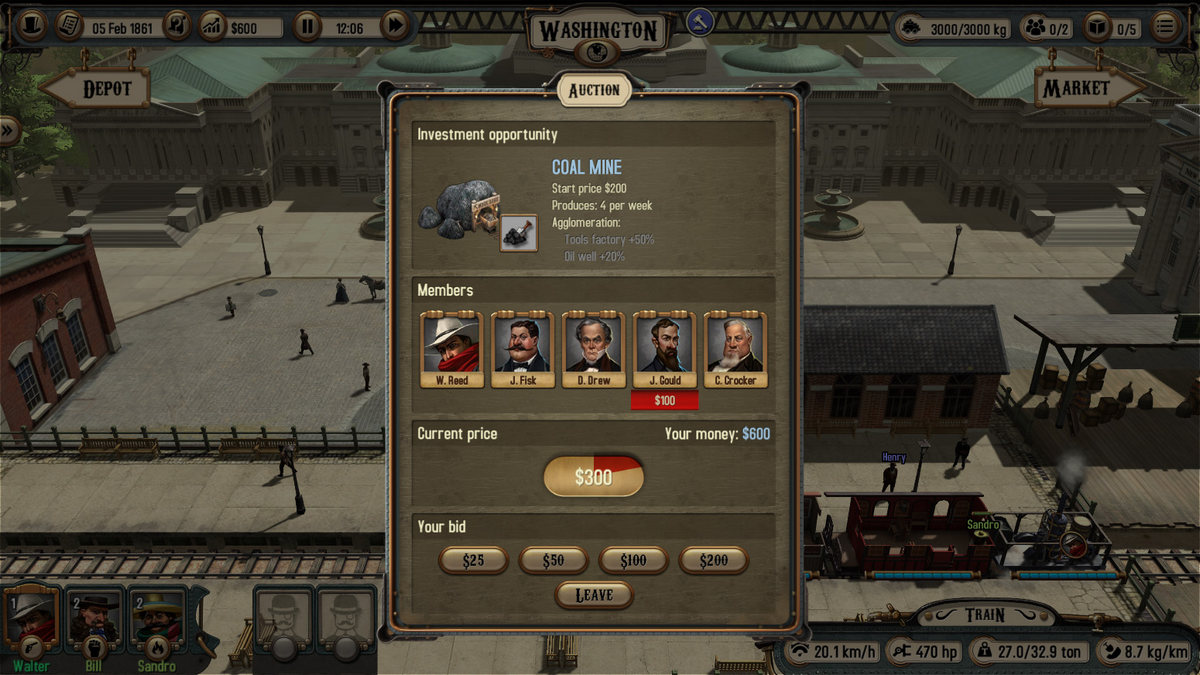 05 Feb 1861
$600
12:06
WASHINGTON
3000/3000 kg
0/2
0/5
DEPOT
MARKET
AUCTION
Investment opportunity
COAL MINE
Start price $200
Produces: 4 per week
Agglomeration:
Tools factory +50%
Oil well +20%
Members
W. Reed
J. Fisk
D. Drew
J. Gould
C. Crocker
$100
Current price
Your money: $600
$300
Henry
Sandro
Your bid
$25
$50
$100
$200
LEAVE
1
2
2
Walter
Bill
Sandro
TRAIN
20.1 km/h
470 hp
27.0/32.9 ton
8.7 kg/km